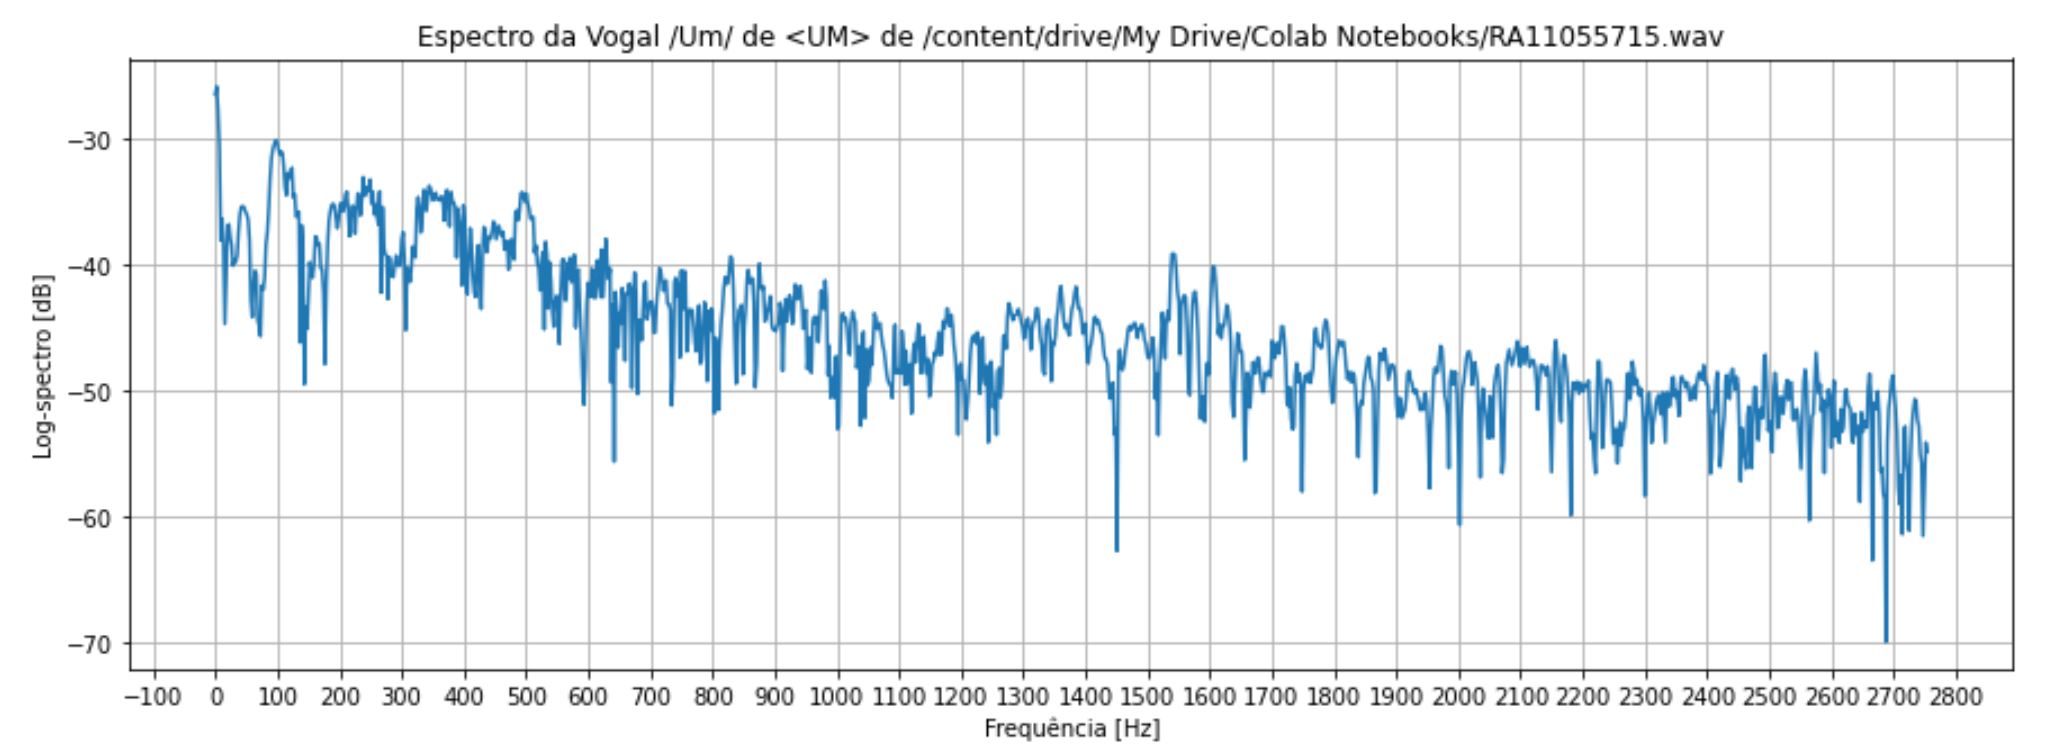 Espectro da Vogal /Um/ de <UM> de /content/drive/My Drive/Colab Notebooks/RA11055715.wav
Log-spectro [dB]
−30
−40
−50
−60
−70
−100 0 100 200 300 400 500 600 700 800 900 1000 1100 1200 1300 1400 1500 1600 1700 1800 1900 2000 2100 2200 2300 2400 2500 2600 2700 2800
Frequência [Hz]